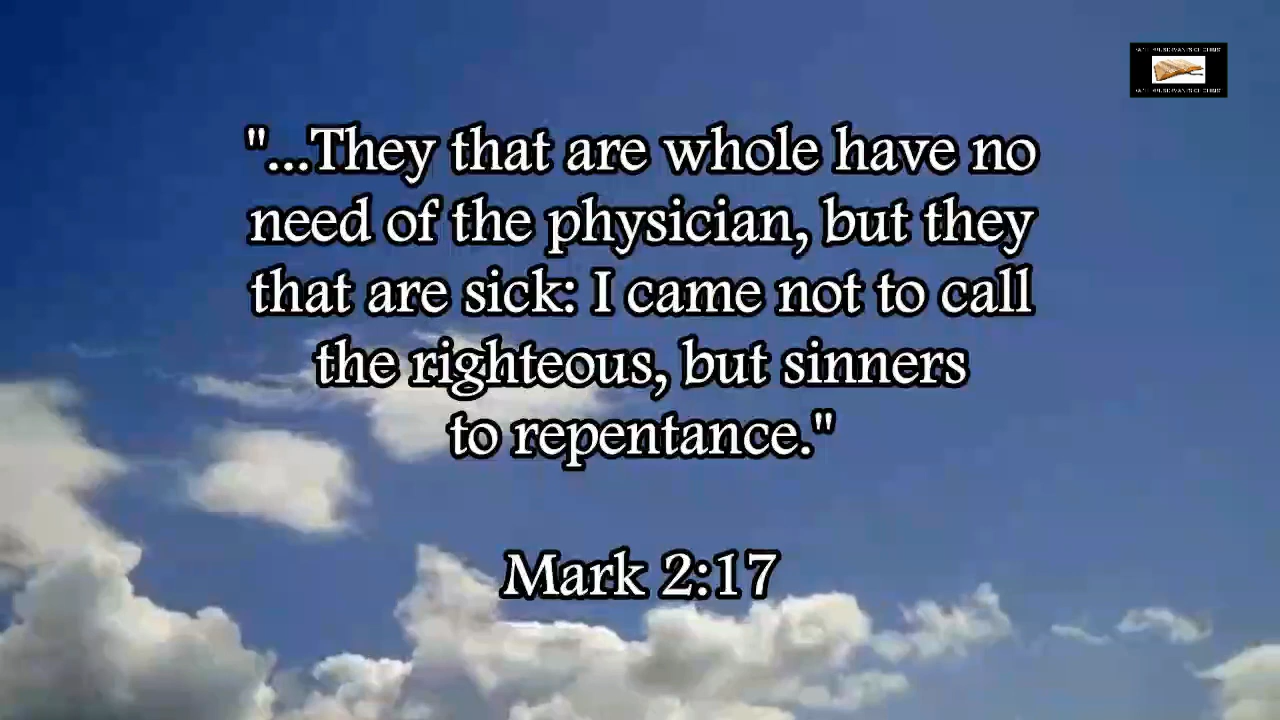 "...They that are whole have no
need of the physician, but they
that are sick: I came not to call
the righteous, but sinners
to repentance."
Mark 2:17